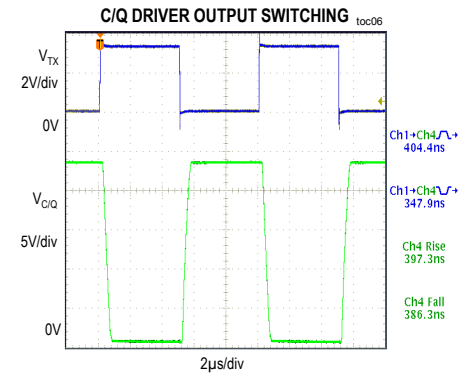 C/Q DRIVER OUTPUT SWITCHING toc06
VTX
2V/div
0V
VC/Q
5V/div
0V
2µs/div
Ch1→Ch4
404.4ns
Ch1→Ch4
347.9ns
Ch4 Rise
397.3ns
Ch4 Fall
386.3ns